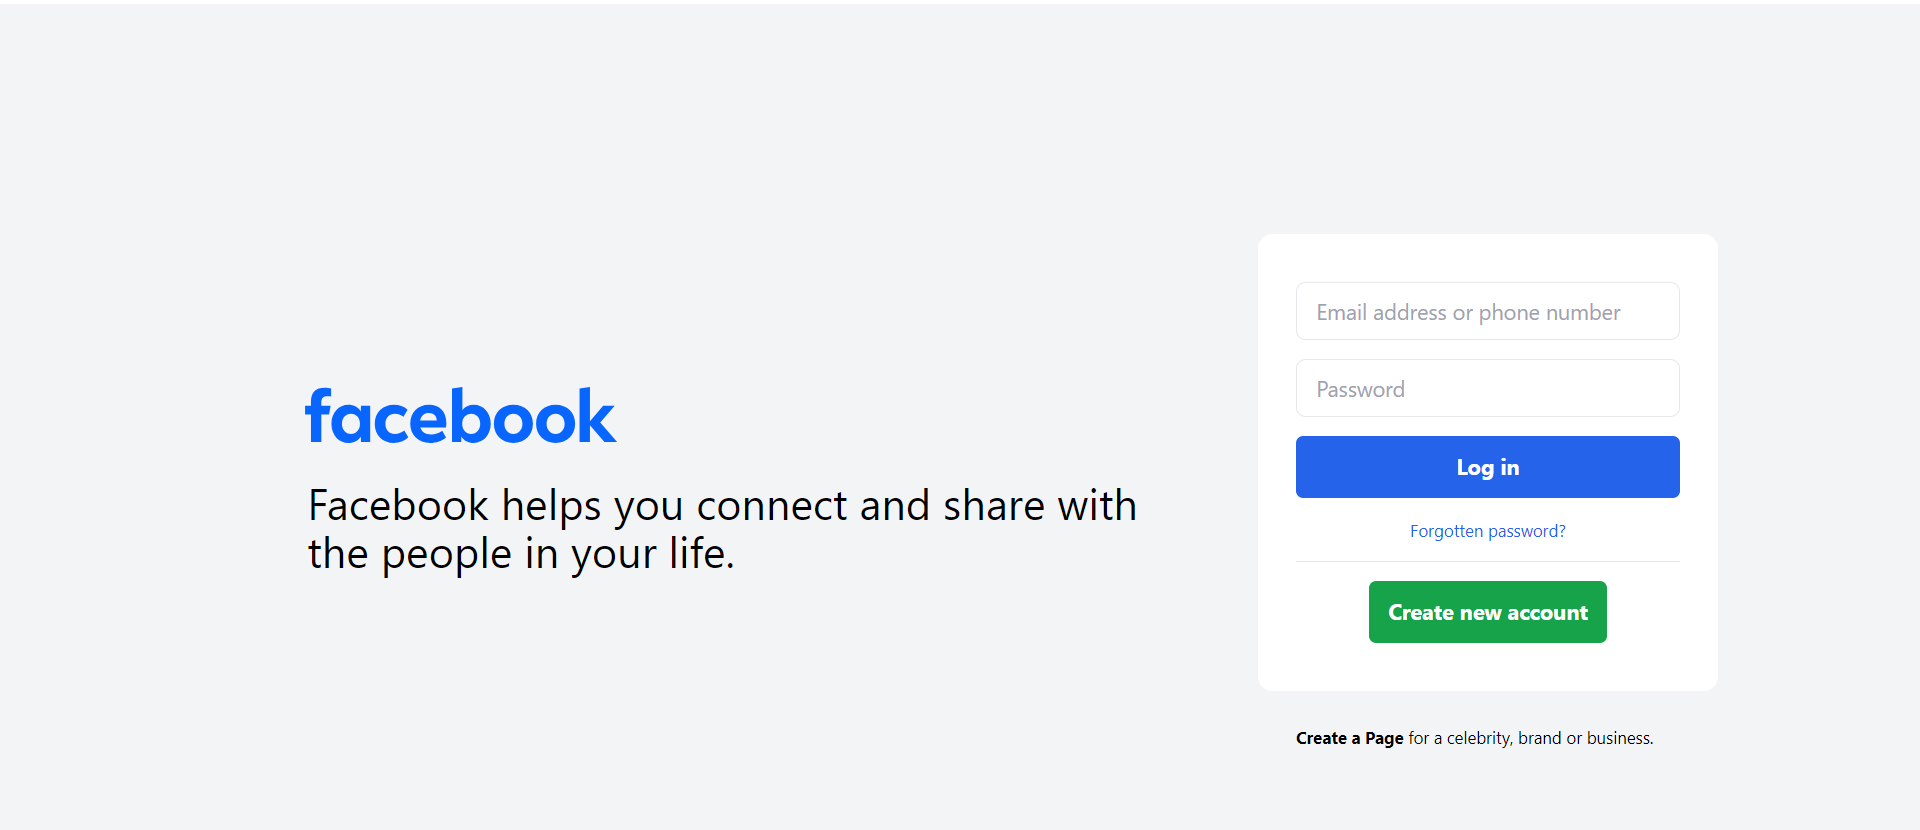 facebook
Facebook helps you connect and share with
the people in your life.
Email address or phone number
Password
Log in
Forgotten password?
Create new account
Create a Page for a celebrity, brand or business.